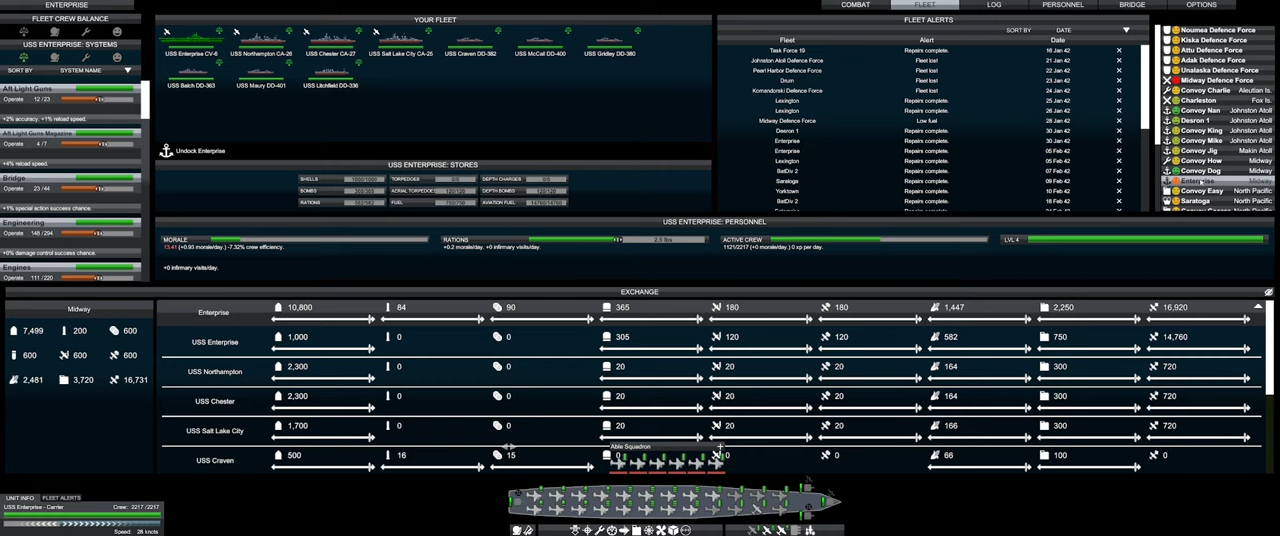 ENTERPRISE
COMBAT
FLEET
LOG
PERSONNEL
BRIDGE
OPTIONS
FLEET CREW BALANCE
USS ENTERPRISE: SYSTEMS
SORT BY SYSTEM NAME
Aft Light Guns
Operate 12 / 23
+2% accuracy. +1% reload speed.
Aft Light Guns Magazine
Operate 4 / 7
+4% reload speed.
Bridge
Operate 23 / 44
+1% special action success chance.
Engineering
Operate 148 / 294
+0% damage control success chance.
Engines
Operate 111 / 220
YOUR FLEET
USS Enterprise CV-6
USS Northampton CA-26
USS Chester CA-27
USS Salt Lake City CA-25
USS Craven DD-382
USS McCall DD-400
USS Gridley DD-380
USS Balch DD-363
USS Maury DD-401
USS Litchfield DD-336
Undock Enterprise
USS ENTERPRISE: STORES
SHELLS 1000/1000
TORPEDOES 0/0
DEPTH CHARGES 0/0
BOMBS
AERIAL TORPEDOES 120/120
DEPTH BOMBS 120/120
RATIONS
FUEL 750/750
AVIATION FUEL 14760/14760
FLEET ALERTS
SORT BY DATE
Fleet Alert Date
Task Force 19 Repairs complete. 16 Jan 42
Johnston Atoll Defence Force Fleet lost 21 Jan 42
Pearl Harbor Defence Force Repairs complete. 22 Jan 42
Drum Fleet lost 24 Jan 42
Komandorski Defence Force Fleet lost 24 Jan 42
Lexington Repairs complete. 25 Jan 42
Lexington Repairs complete. 26 Jan 42
Midway Defence Force Low fuel 28 Jan 42
Desron 1 Repairs complete. 30 Jan 42
Enterprise Repairs complete. 30 Jan 42
Enterprise Repairs complete. 05 Feb 42
Lexington Repairs complete. 05 Feb 42
BatDiv 2 Repairs complete. 07 Feb 42
Saratoga Repairs complete. 09 Feb 42
Yorktown Repairs complete. 09 Feb 42
BatDiv 2 Repairs complete. 09 Feb 42
Noumea Defence Force
Kiska Defence Force
Attu Defence Force
Adak Defence Force
Unalaska Defence Force
Midway Defence Force
Convoy Charlie Aleutian Is.
Charleston Fox Is.
Convoy Nan Johnston Atoll
Desron 1 Johnston Atoll
Convoy King Johnston Atoll
Convoy Mike Johnston Atoll
Convoy Jig Makin Atoll
Convoy How Midway
Convoy Dog Midway
Enterprise Midway
Convoy Easy North Pacific
Saratoga North Pacific
USS ENTERPRISE: PERSONNEL
MORALE
13.41 (+0.93 morale/day.) -7.32% crew efficiency.
RATIONS 2.5 lbs
+0.2 morale/day. +0 infirmary visits/day.
ACTIVE CREW
1121/2217 (+0 morale/day.) 0 xp per day.
LVL 4
+0 infirmary visits/day.
EXCHANGE
Midway
7,499 200 600
600 600 600
2,481 3,720 16,731
Enterprise 10,800 84 90 365 180 180 1,447 2,250 16,920
USS Enterprise 1,000 0 0 305 120 120 582 750 14,760
USS Northampton 2,300 0 0 20 20 20 164 300 720
USS Chester 2,300 0 0 20 20 20 164 300 720
USS Salt Lake City 1,700 0 0 20 20 20 166 300 720
USS Craven 500 16 15 0 0 0 66 100 0
Able Squadron
UNIT INFO
FLEET ALERTS
USS Enterprise - Carrier Crew: 2217 /2217
Speed: 28 knots